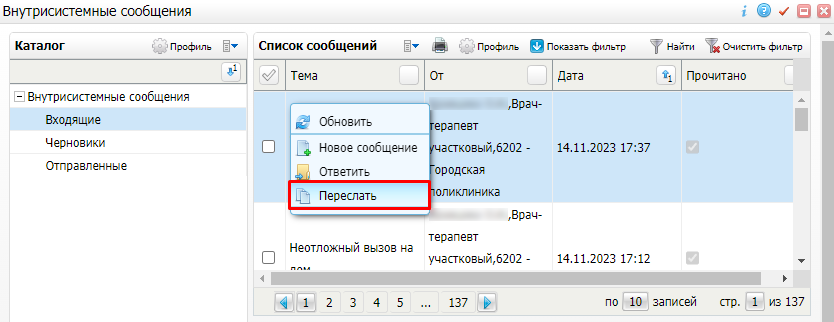 Внутрисистемные сообщения
Каталог
Профиль
Внутрисистемные сообщения
Входящие
Черновики
Отправленные
Список сообщений
Профиль
Показать фильтр
Найти
Очистить фильтр
Тема
От
Дата
Прочитано
,Врач-
терапевт
участковый,6202 -
Городская
поликлиника
14.11.2023 17:37
Обновить
Новое сообщение
Ответить
Переслать
Неотложный вызов на
дом
,Врач-
терапевт
участковый,6202 -
14.11.2023 17:12
1 2 3 4 5 ... 137
по 10 записей
стр. 1 из 137